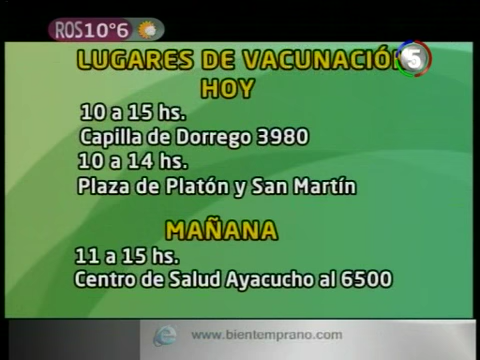 ROS10°6
LUGARES DE VACUNACIÓN
5
HOY
10 a 15 hs.
Capilla de Dorrego 3980
10 a 14 hs.
Plaza de Platón y San Martín
MAÑANA
11 a 15 hs.
Centro de Salud Ayacucho al 6500
www.bientemprano.com